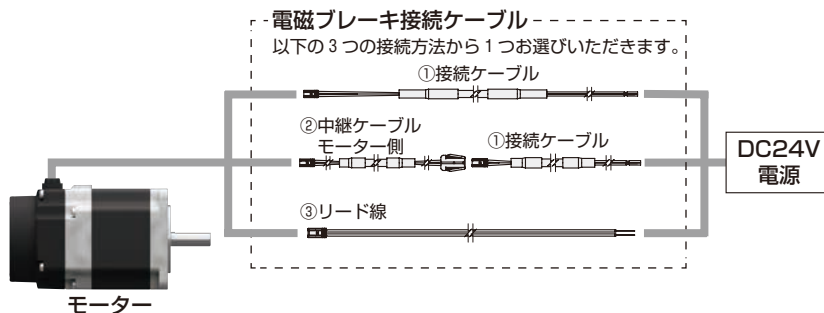 電磁ブレーキ接続ケーブル
以下の3つの接続方法から1つお選びいただきます。
①接続ケーブル
②中継ケーブル
モーター側
①接続ケーブル
DC24V
電源
③リード線
モーター